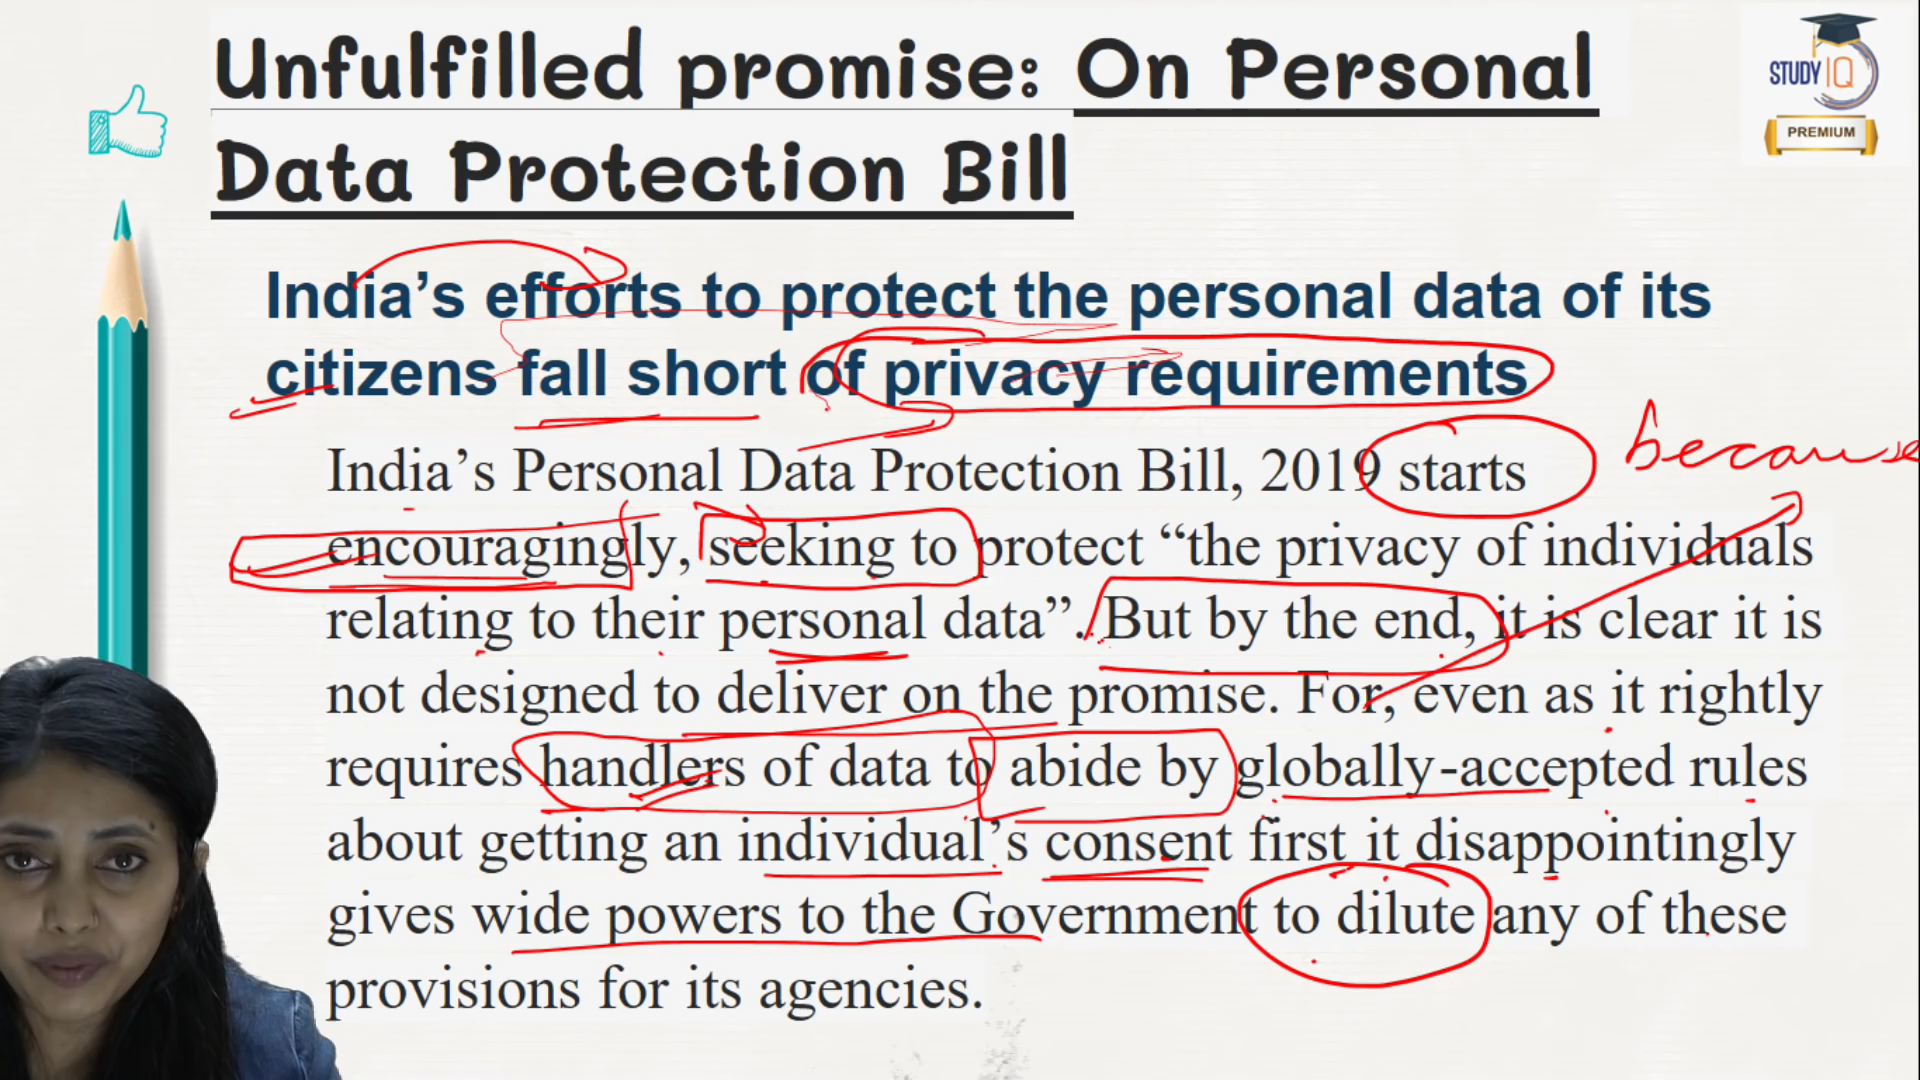 Unfulfilled promise: On Personal
Data Protection Bill
STUDY IQ
PREMIUM
India’s efforts to protect the personal data of its
citizens fall short of privacy requirements
because
India’s Personal Data Protection Bill, 2019 starts
encouragingly, seeking to protect “the privacy of individuals
relating to their personal data”. But by the end, it is clear it is
not designed to deliver on the promise. For, even as it rightly
requires handlers of data to abide by globally-accepted rules
about getting an individual’s consent first it disappointingly
gives wide powers to the Government to dilute any of these
provisions for its agencies.